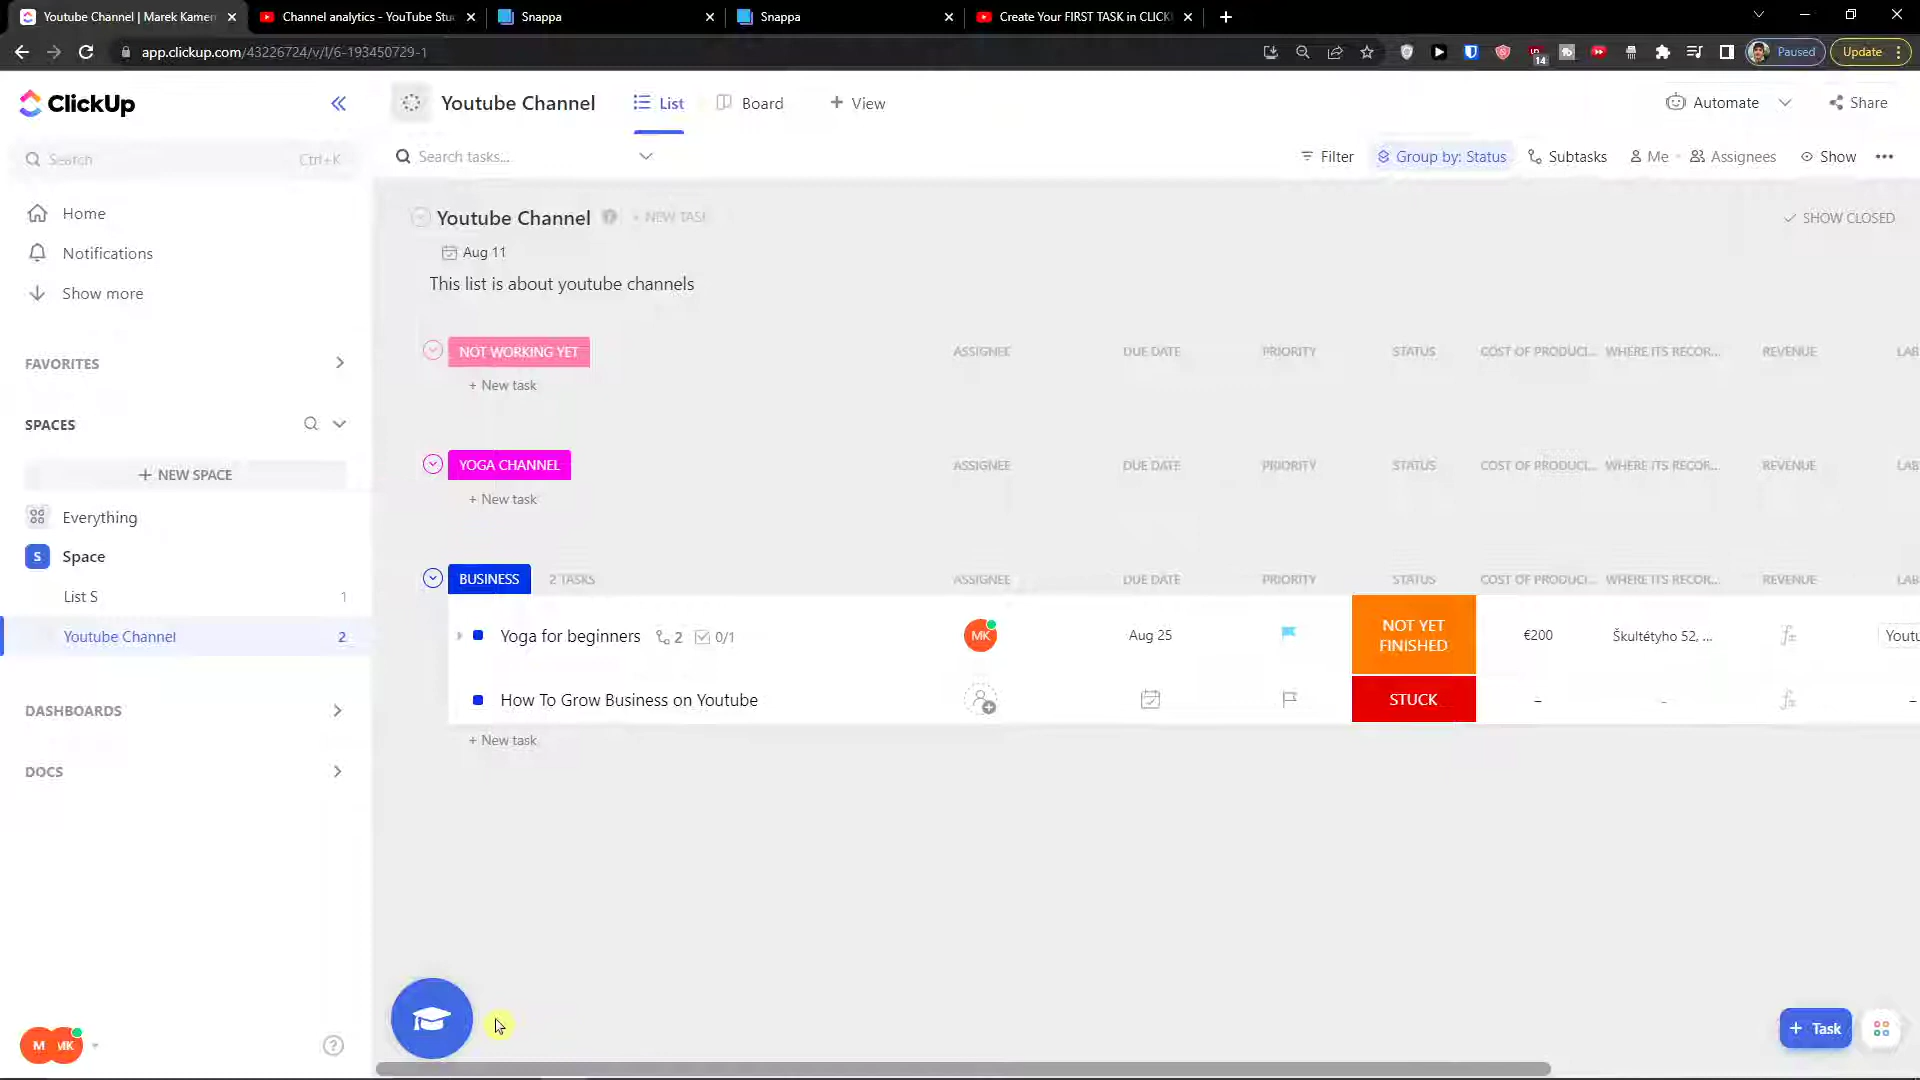 Youtube Channel | Marek Kamen
Channel analytics - YouTube Stu
Snappa
Snappa
Create Your FIRST TASK in CLICK
app.clickup.com/43226724/v/l/6-193450729-1
14
Paused
Update
ClickUp
Youtube Channel
List
Board
+ View
Automate
Share
Search
Ctrl+K
Search tasks...
Filter
Group by: Status
Subtasks
Me
Assignees
Show
Home
Notifications
Show more
FAVORITES
SPACES
+ NEW SPACE
Everything
S
Space
List S
1
Youtube Channel
2
DASHBOARDS
DOCS
Youtube Channel
+ NEW TASK
SHOW CLOSED
Aug 11
This list is about youtube channels
NOT WORKING YET
ASSIGNEE
DUE DATE
PRIORITY
STATUS
COST OF PRODUCI...
WHERE ITS RECOR...
REVENUE
LAB
+ New task
YOGA CHANNEL
ASSIGNEE
DUE DATE
PRIORITY
STATUS
COST OF PRODUCI...
WHERE ITS RECOR...
REVENUE
LAB
+ New task
BUSINESS
2 TASKS
ASSIGNEE
DUE DATE
PRIORITY
STATUS
COST OF PRODUCI...
WHERE ITS RECOR...
REVENUE
LAB
Yoga for beginners
2
0/1
MK
Aug 25
NOT YET
FINISHED
€200
Škultétyho 52, ...
Youtu
How To Grow Business on Youtube
STUCK
–
–
–
+ New task
M
MK
?
+ Task